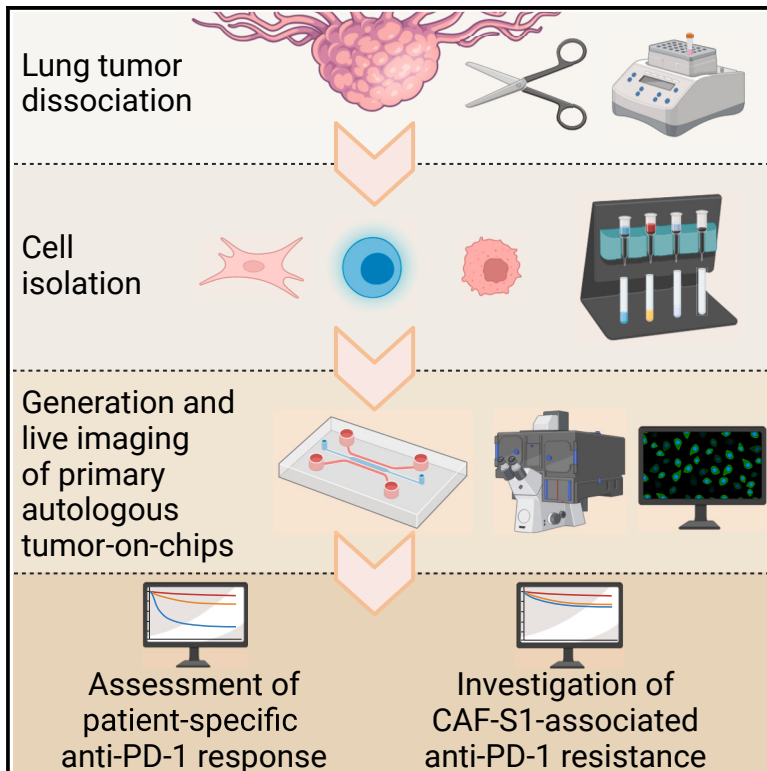 Lung tumor
dissociation
Cell
isolation
Generation and
live imaging
of primary
autologous
tumor-on-chips
Assessment of
patient-specific
anti-PD-1 response
Investigation of
CAF-S1-associated
anti-PD-1 resistance